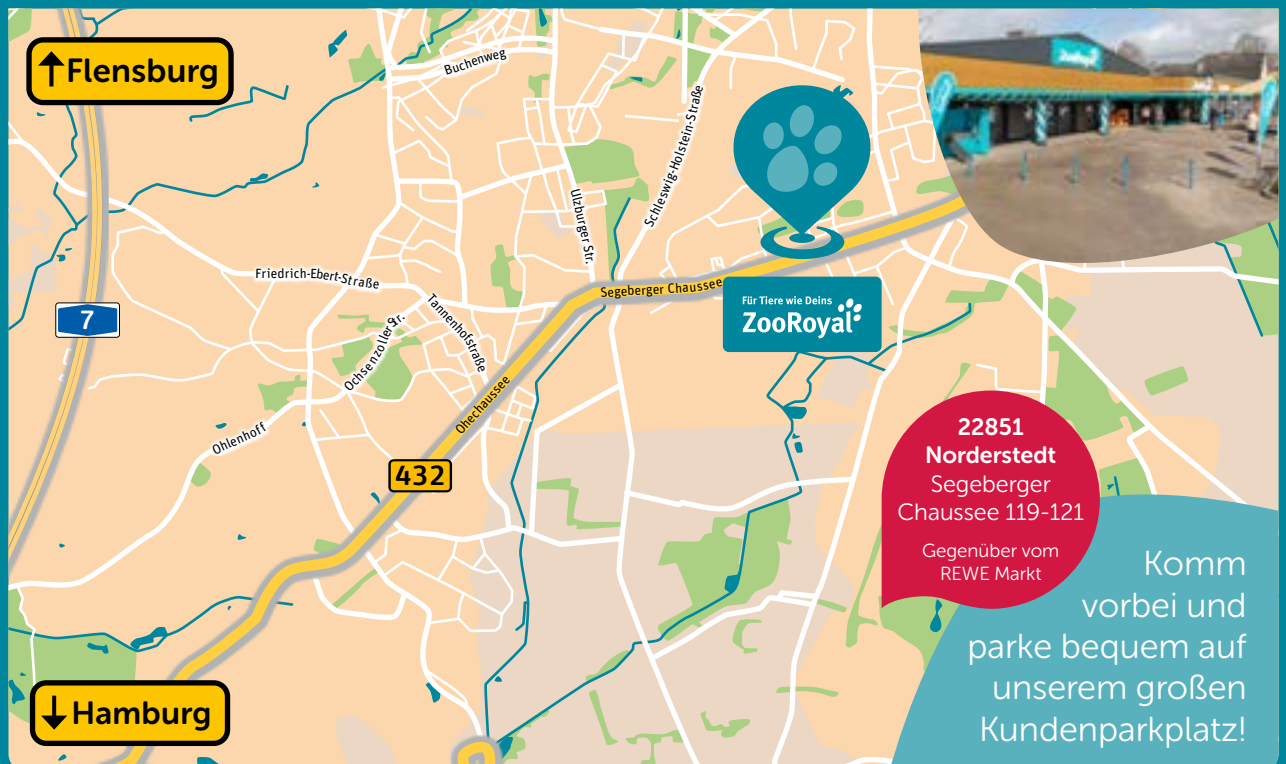 ↑Flensburg
Buchenweg
Schleswig-Holstein-Straße
ZooRoyal
Ulzburger Str.
Friedrich-Ebert-Straße
Segeberger Chaussee
7
Tannenhofstraße
Ochsenzoller Str.
Für Tiere wie Deins
ZooRoyal
Ohechaussee
Ohlenhoff
432
22851
Norderstedt
Segeberger
Chaussee 119-121
Gegenüber vom
REWE Markt
Komm
vorbei und
parke bequem auf
unserem großen
Kundenparkplatz!
↓Hamburg